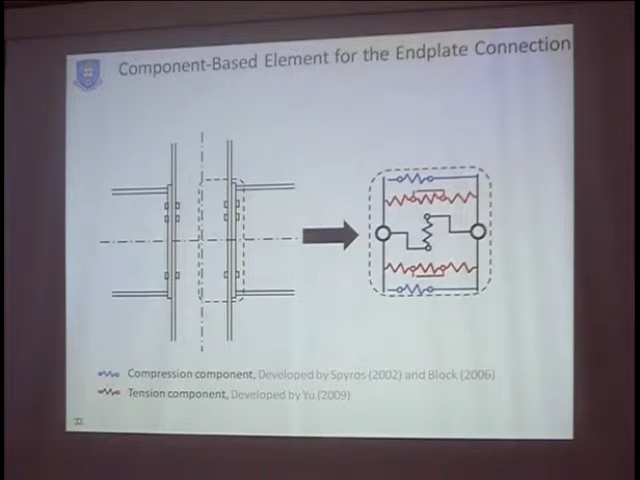 Component-Based Element for the Endplate Connection
Compression component, Developed by Spyros (2002) and Block (2006)
Tension component, Developed by Yu (2009)